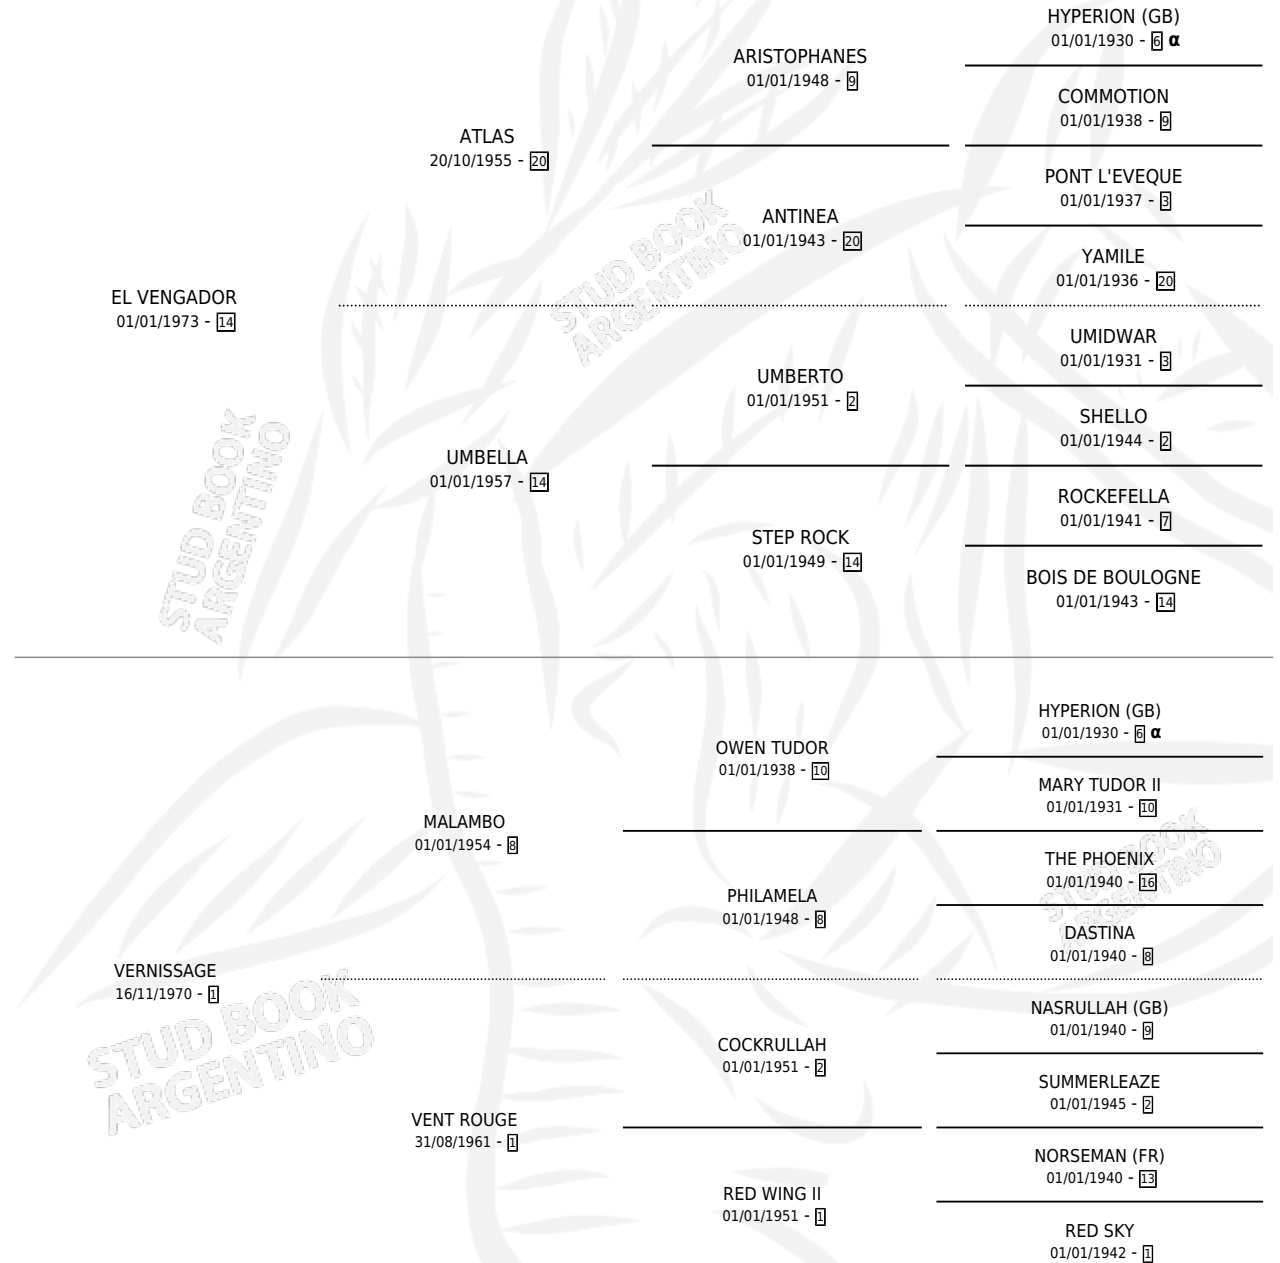 HYPERION (GB)
01/01/1930 - 6 α
ARISTOPHANES
01/01/1948 - 9
COMMOTION
01/01/1938 - 9
ATLAS
20/10/1955 - 20
PONT L'EVEQUE
01/01/1937 - 3
ANTINEA
01/01/1943 - 20
YAMILE
01/01/1936 - 20
EL VENGADOR
01/01/1973 - 14
UMIDWAR
01/01/1931 - 3
UMBERTO
01/01/1951 - 2
SHELLO
01/01/1944 - 2
UMBELLA
01/01/1957 - 14
ROCKEFELLA
01/01/1941 - 7
STEP ROCK
01/01/1949 - 14
BOIS DE BOULOGNE
01/01/1943 - 14
STUD BOOK
ARGENTINO
STUD BOOK
ARGENTINO
HYPERION (GB)
01/01/1930 - 6 α
OWEN TUDOR
01/01/1938 - 10
MARY TUDOR II
01/01/1931 - 10
MALAMBO
01/01/1954 - 8
THE PHOENIX
01/01/1940 - 16
PHILAMELA
01/01/1948 - 8
DASTINA
01/01/1940 - 8
VERNISSAGE
16/11/1970 - 1
NASRULLAH (GB)
01/01/1940 - 9
COCKRULLAH
01/01/1951 - 2
SUMMERLEAZE
01/01/1945 - 2
VENT ROUGE
31/08/1961 - 1
NORSEMAN (FR)
01/01/1940 - 13
RED WING II
01/01/1951 - 1
RED SKY
01/01/1942 - 1
STUD BOOK
ARGENTINO
STUD BOOK
ARGENTINO